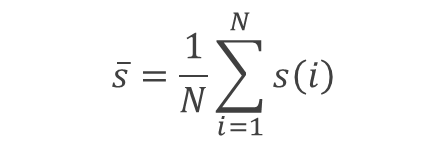 s̄ = 1/N ∑_{i=1}^{N} s(i)